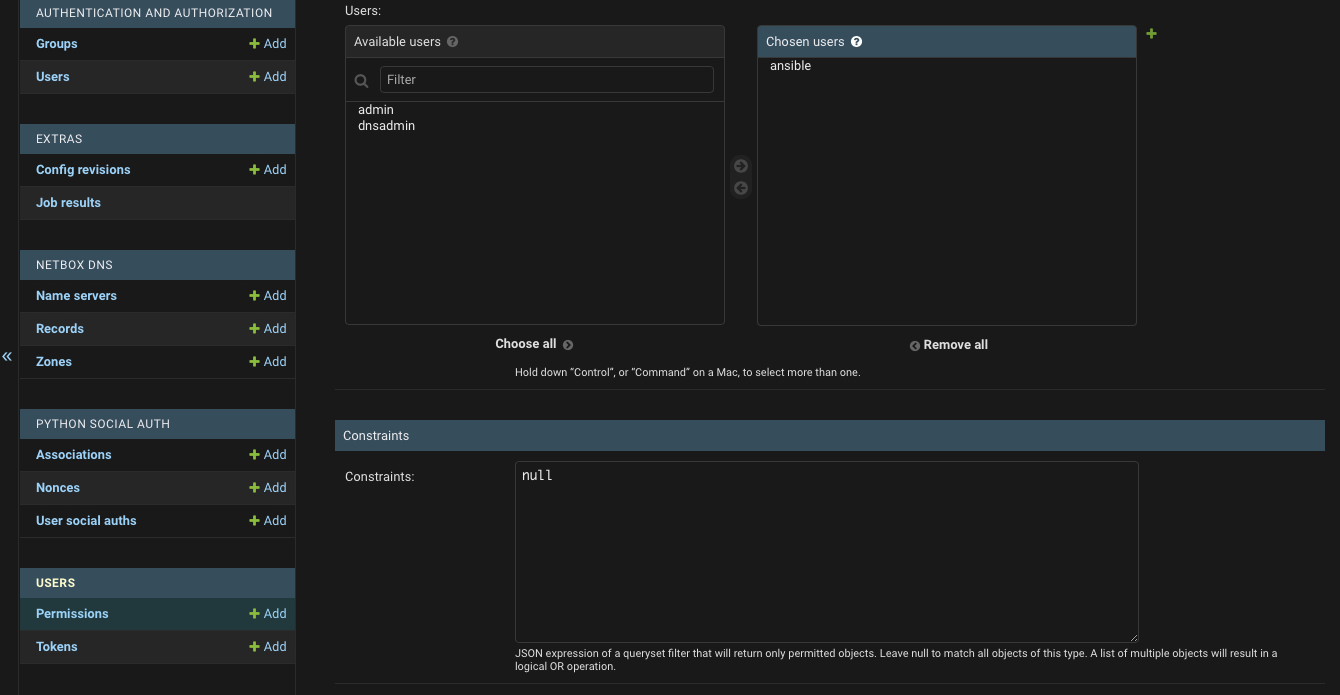 AUTHENTICATION AND AUTHORIZATION
Groups
Add
Users
Add
EXTRAS
Config revisions
Add
Job results
NETBOX DNS
Name servers
Add
Records
Add
Zones
Add
«
PYTHON SOCIAL AUTH
Associations
Add
Nonces
Add
User social auths
Add
USERS
Permissions
Add
Tokens
Add
Users:
Available users
Filter
admin
dnsadmin
Choose all
Chosen users
ansible
Remove all
Hold down “Control”, or “Command” on a Mac, to select more than one.
Constraints
Constraints:
null
JSON expression of a queryset filter that will return only permitted objects. Leave null to match all objects of this type. A list of multiple objects will result in a
logical OR operation.